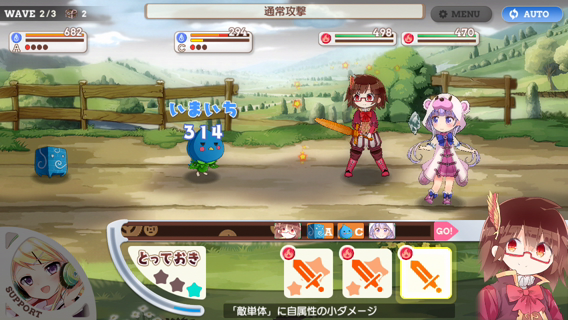 WAVE 2/3 2
通常攻撃
MENU
AUTO
682
A
294
C
498
470
いまいち
314
A C GO!
とっておき
SUPPORT
「敵単体」に自属性の小ダメージ